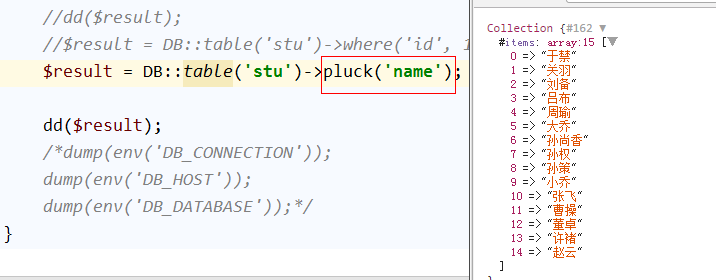 //dd($result);
//$result = DB::table('stu')->where('id', 1
$result = DB::table('stu')->pluck('name');
dd($result);
/*dump(env('DB_CONNECTION'));
dump(env('DB_HOST'));
dump(env('DB_DATABASE'));*/
}
Collection {#162 ▼
#items: array:15 [▼
0 => "于禁"
1 => "关羽"
2 => "刘备"
3 => "吕布"
4 => "周瑜"
5 => "大乔"
6 => "孙尚香"
7 => "孙权"
8 => "孙策"
9 => "小乔"
10 => "张飞"
11 => "曹操"
12 => "董卓"
13 => "许褚"
14 => "赵云"
]